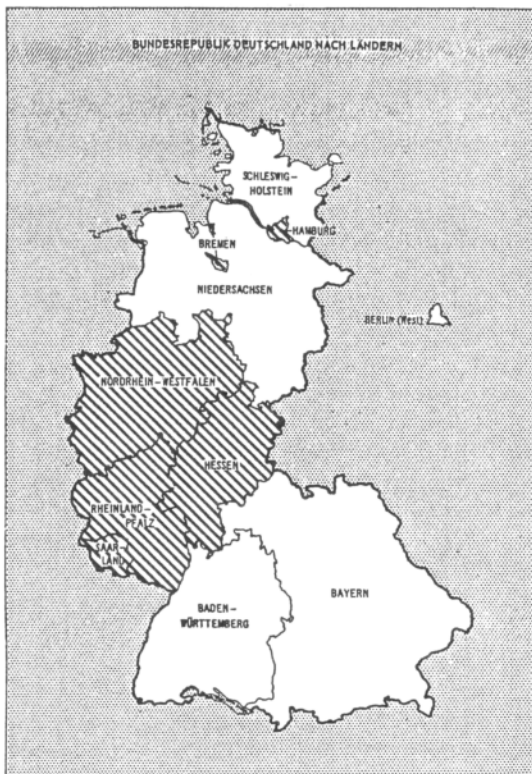 BUNDESREPUBLIK DEUTSCHLAND NACH LÄNDERN
SCHLESWIG-
HOLSTEIN
HAMBURG
BREMEN
NIEDERSACHSEN
BERLIN (West)
NORDRHEIN-WESTFALEN
HESSEN
RHEINLAND-
PFALZ
SAAR-
LAND
BAYERN
BADEN-
WÜRTTEMBERG